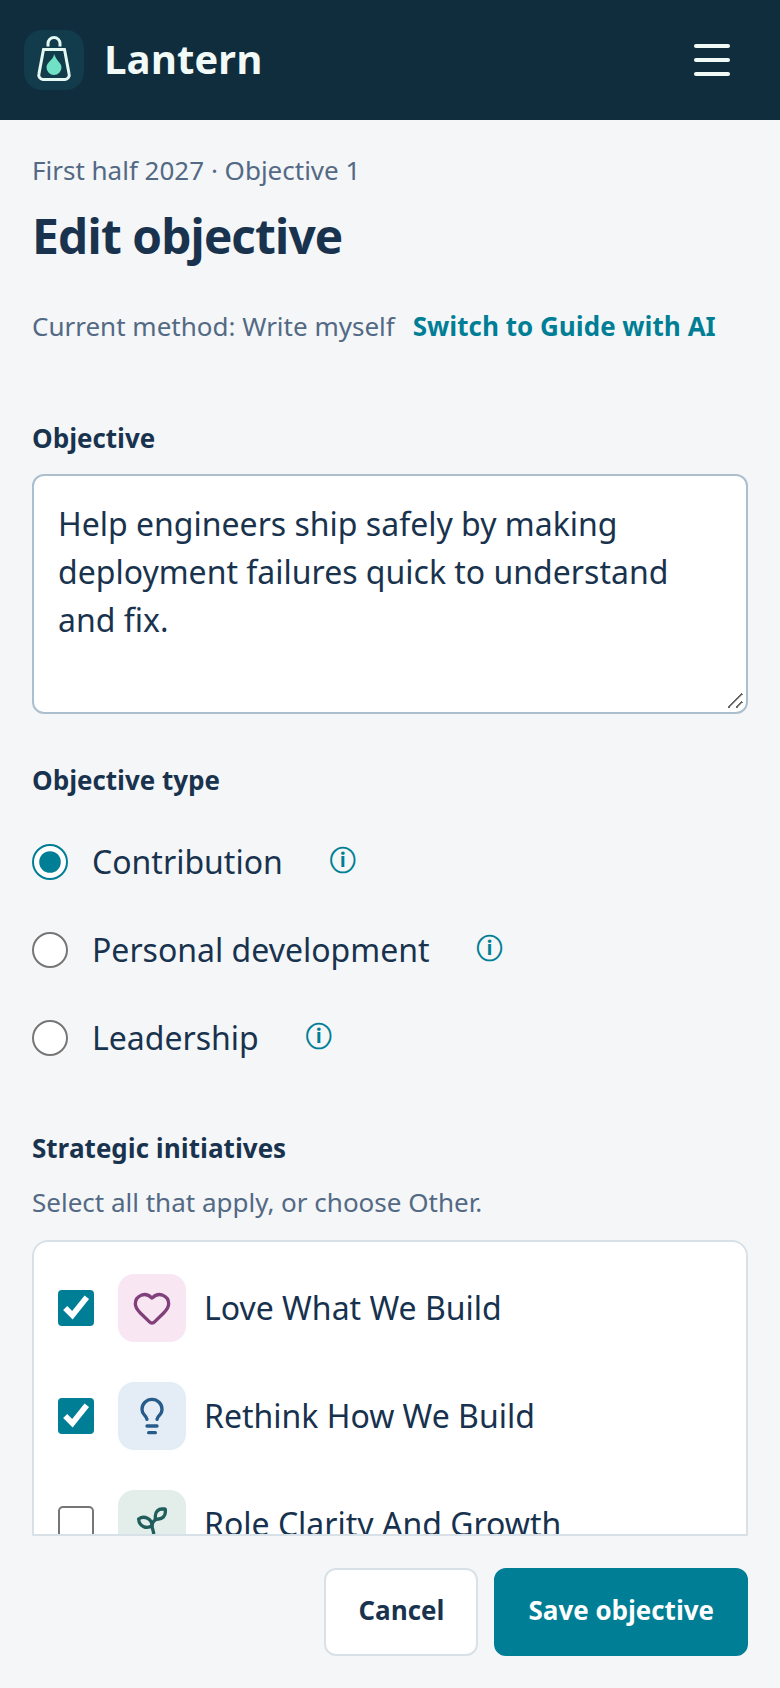 Lantern
First half 2027 · Objective 1
Edit objective
Current method: Write myself Switch to Guide with AI
Objective
Help engineers ship safely by making
deployment failures quick to understand
and fix.
Objective type
Contribution
Personal development
Leadership
Strategic initiatives
Select all that apply, or choose Other.
Love What We Build
Rethink How We Build
Role Clarity And Growth
Cancel Save objective